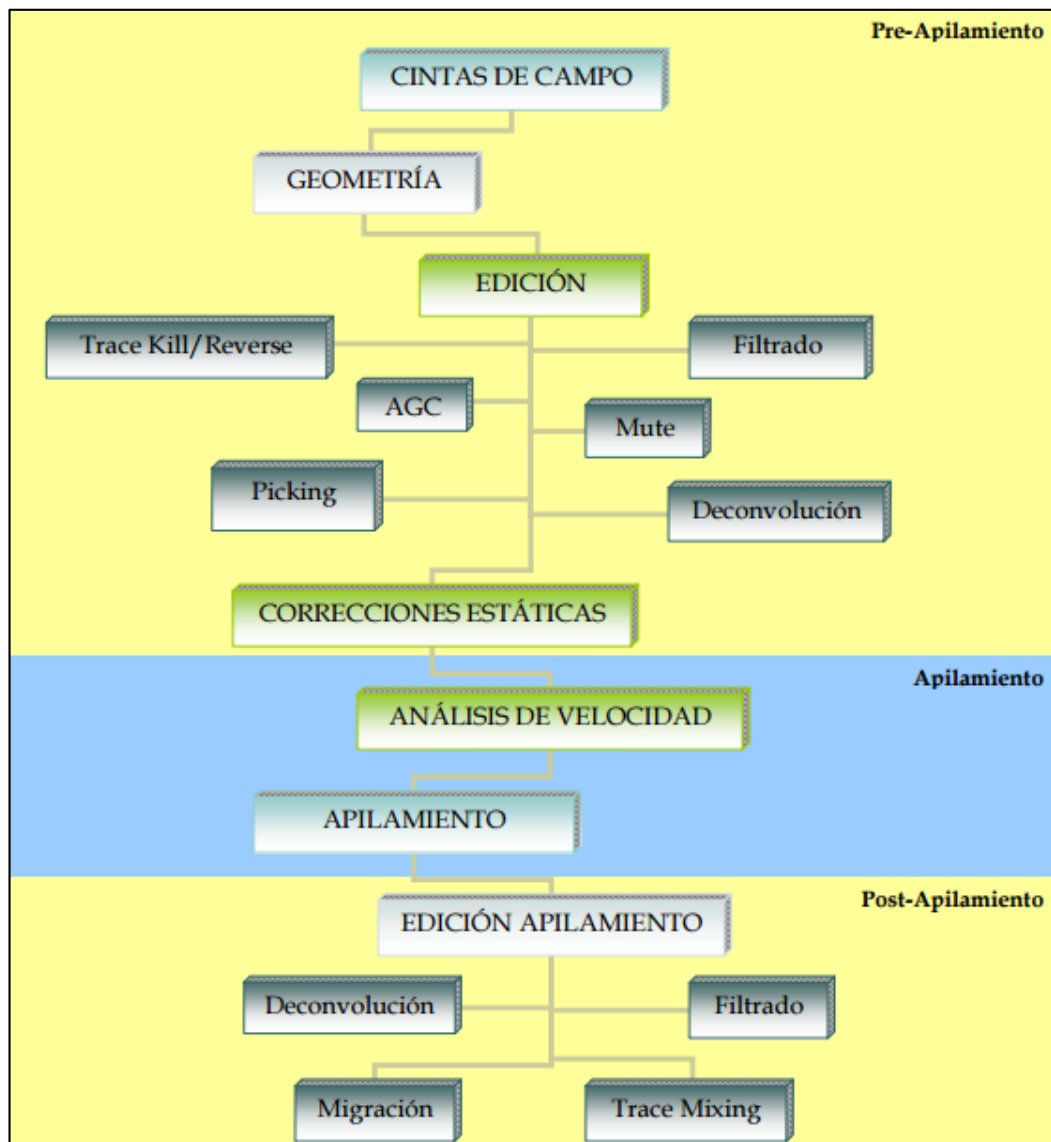 Pre-Apilamiento
CINTAS DE CAMPO
GEOMETRÍA
EDICIÓN
Trace Kill/Reverse
Filtrado
AGC
Mute
Picking
Deconvolución
CORRECCIONES ESTÁTICAS
Apilamiento
ANÁLISIS DE VELOCIDAD
APILAMIENTO
Post-Apilamiento
EDICIÓN APILAMIENTO
Deconvolución
Filtrado
Migración
Trace Mixing